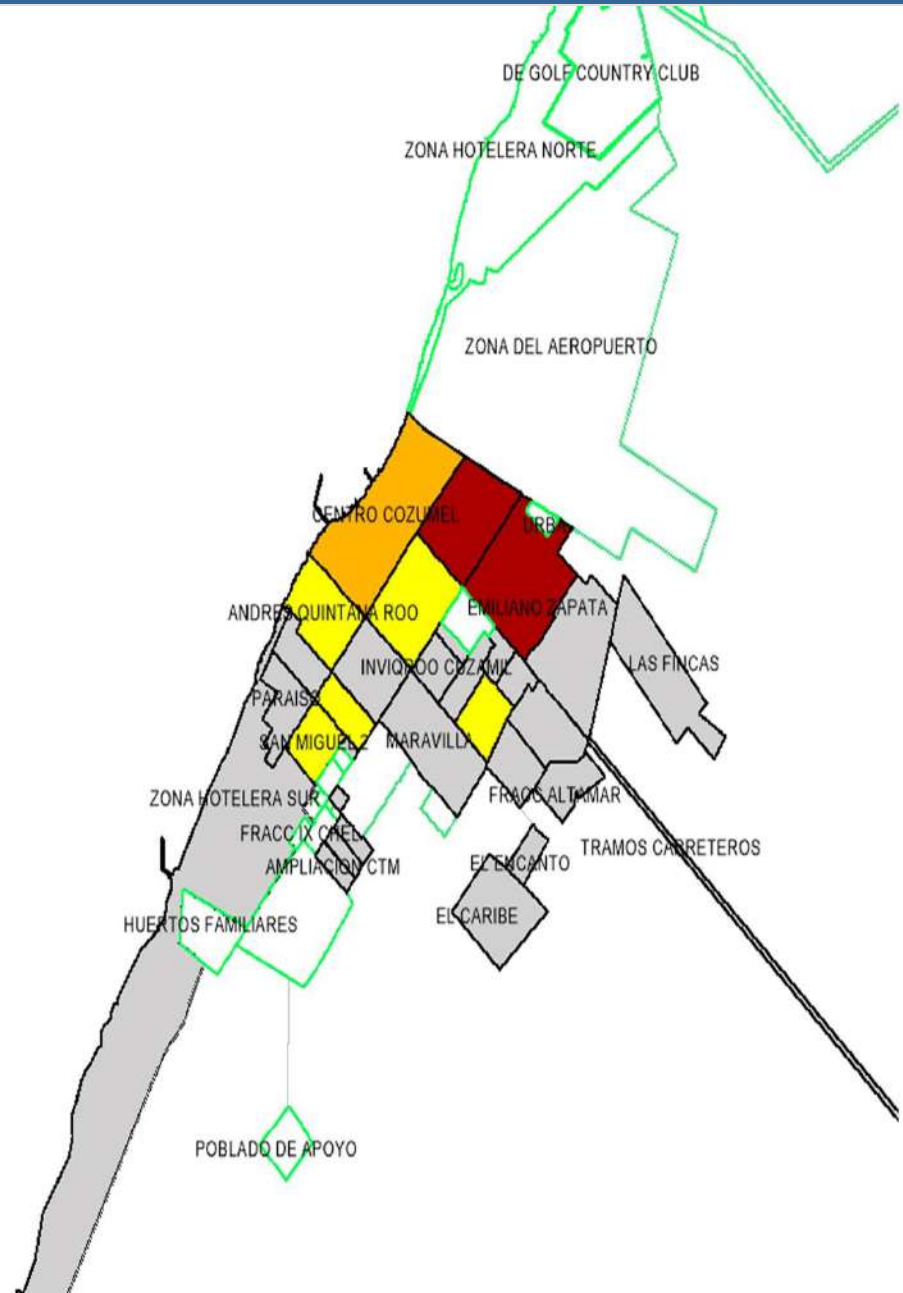 DE GOLF COUNTRY CLUB
ZONA HOTELERA NORTE
ZONA DEL AEROPUERTO
CENTRO COZUMEL
URBA
ANDRES QUINTANA ROO
EMILIANO ZAPATA
INVIQROO CUZAMIL
LAS FINCAS
PARAISO
SAN MIGUEL 2
MARAVILLA
ZONA HOTELERA SUR
FRACC ALTAMAR
FRACC IX CHEL
TRAMOS CARRETEROS
AMPLIACION CTM
EL ENCANTO
EL CARIBE
HUERTOS FAMILIARES
POBLADO DE APOYO